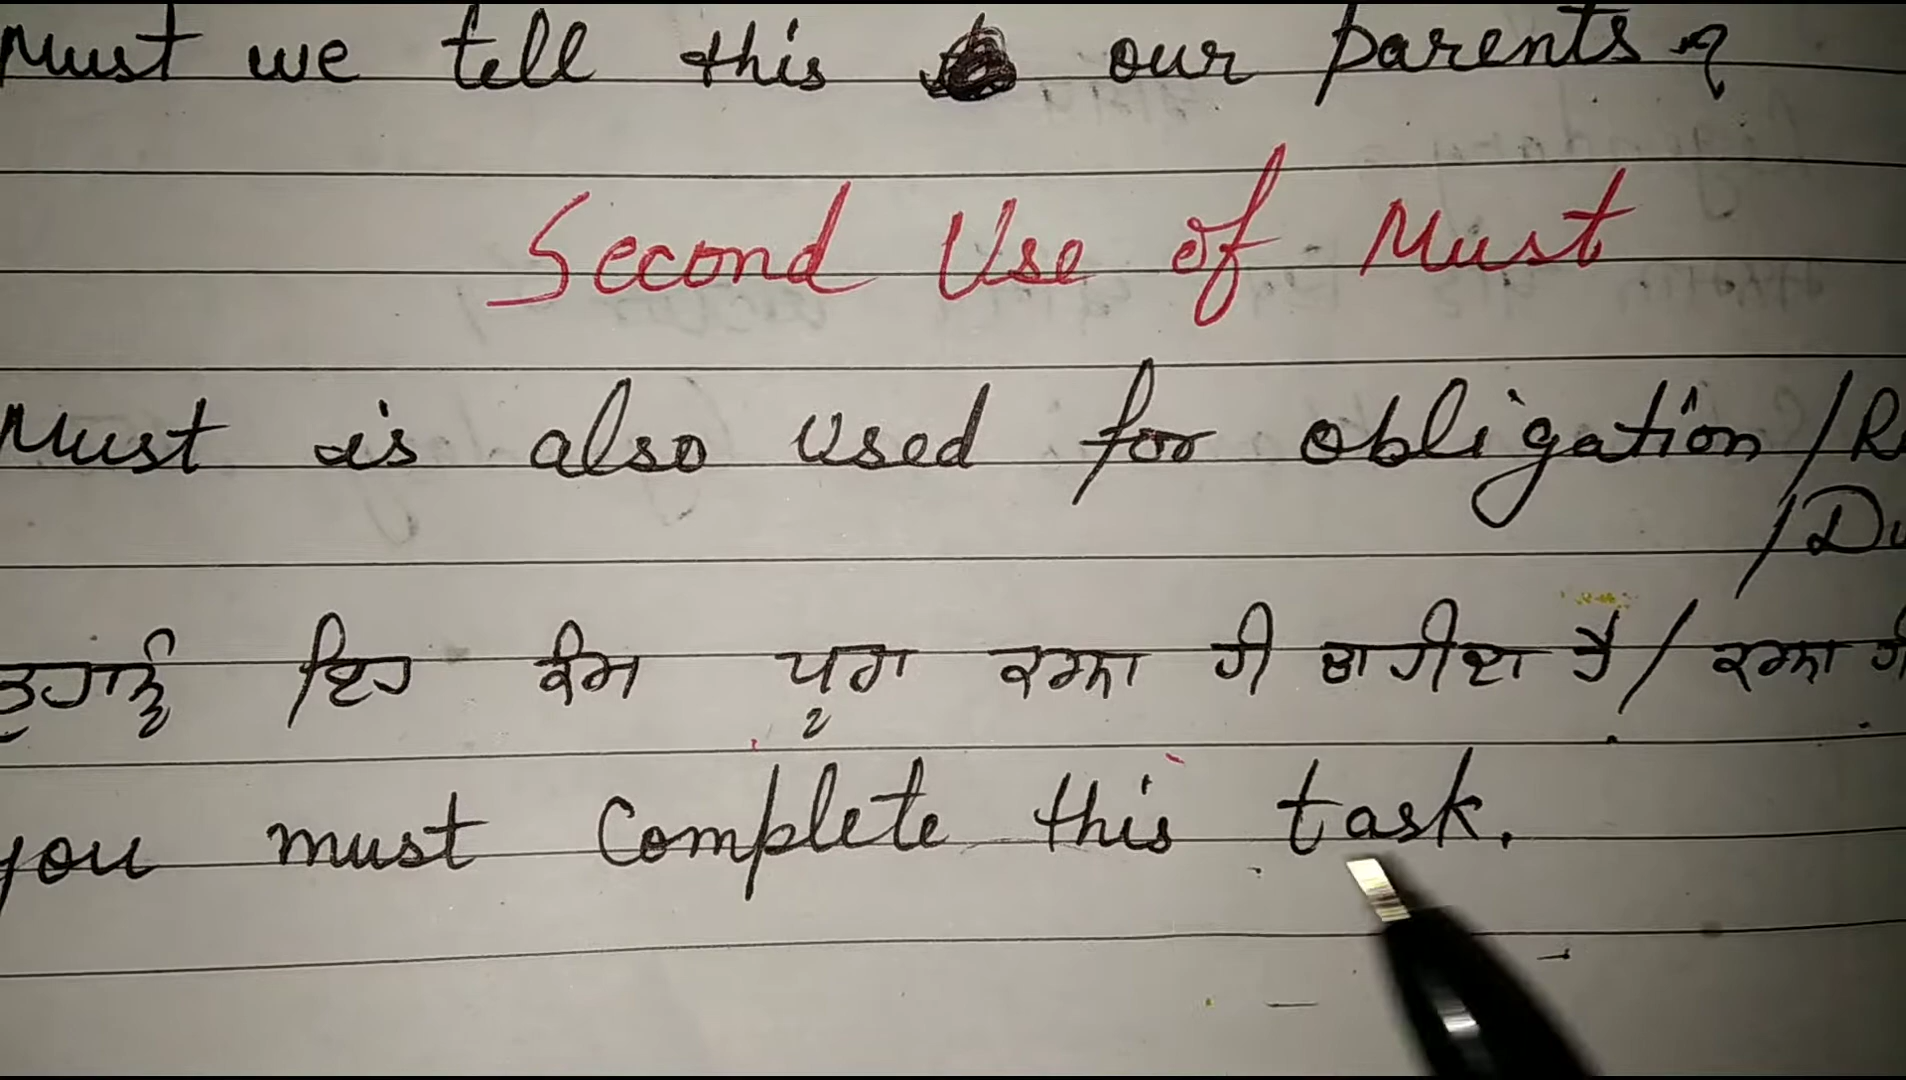 Must we tell this our parents?
Second Use of Must
Must is also used for obligation /
/
ਤੁਹਾਨੂੰ ਇਹ ਕੰਮ ਪੂਰਾ ਕਰਨਾ ਹੀ ਚਾਹੀਦਾ ਹੈ / ਕਰਨਾ ਹੀ
you must complete this task.